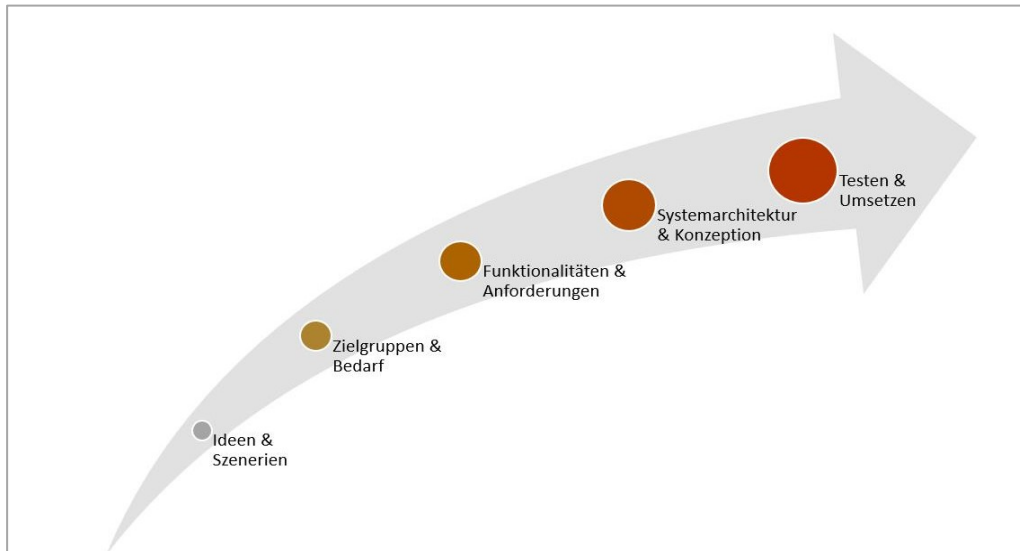 Ideen &
Szenerien
Zielgruppen &
Bedarf
Funktionalitäten &
Anforderungen
Systemarchitektur
& Konzeption
Testen &
Umsetzen